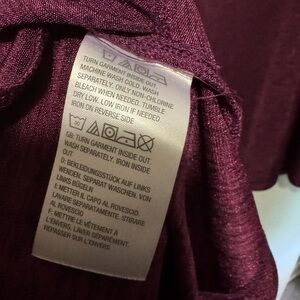 TURN GARMENT INSIDE OUT.
MACHINE WASH COLD. WASH
SEPARATELY. ONLY NON-CHLORINE
BLEACH WHEN NEEDED. TUMBLE
DRY LOW. LOW IRON IF NEEDED.
IRON ON REVERSE SIDE
GB: TURN GARMENT INSIDE OUT.
WASH SEPARATELY. IRON INSIDE
OUT.
D: BEKLEIDUNGSSTÜCK AUF LINKS
WENDEN. SEPARAT WASCHEN. VON
LINKS BÜGELN
I: METTER IL CAPO AL ROVESCIO.
LAVARE SEPARATAMENTE. STIRARE
AL ROVESCIO
F: METTRE LE VÊTEMENT À
L'ENVERS. LAVER SÉPARÉMENT.
REPASSER SUR L'ENVERS